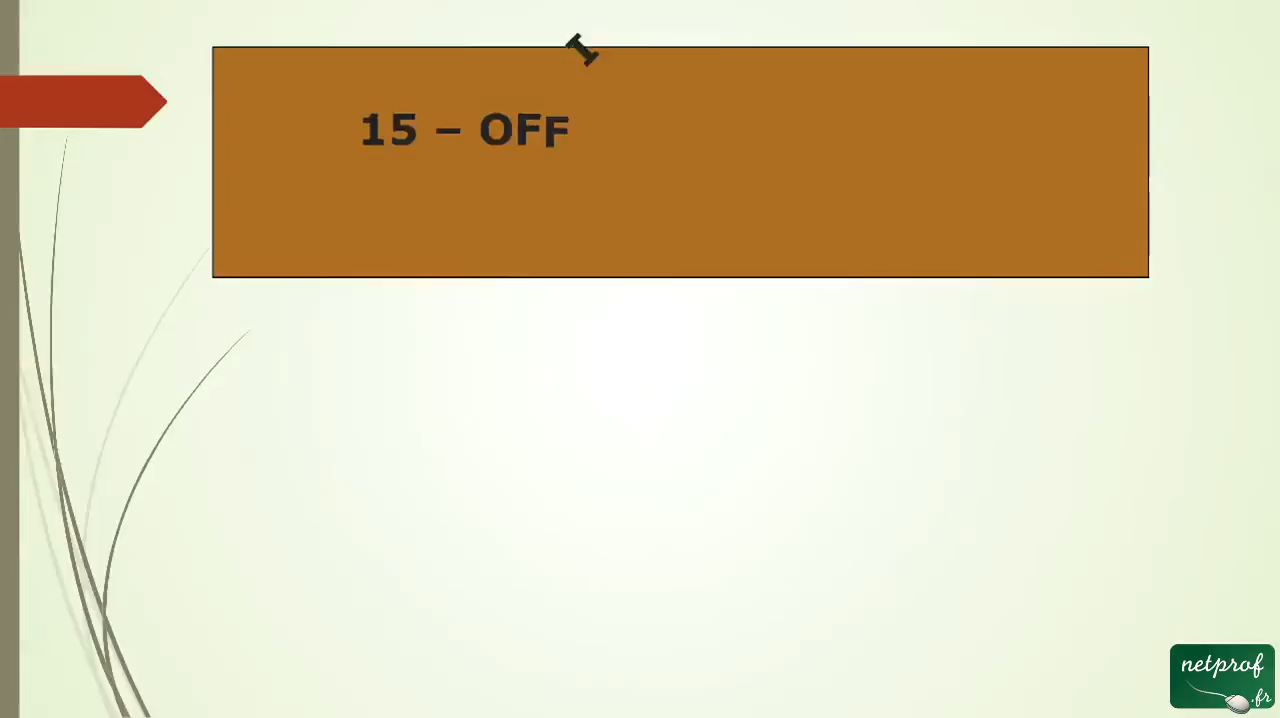 15 – OFF
I
netprof
.fr